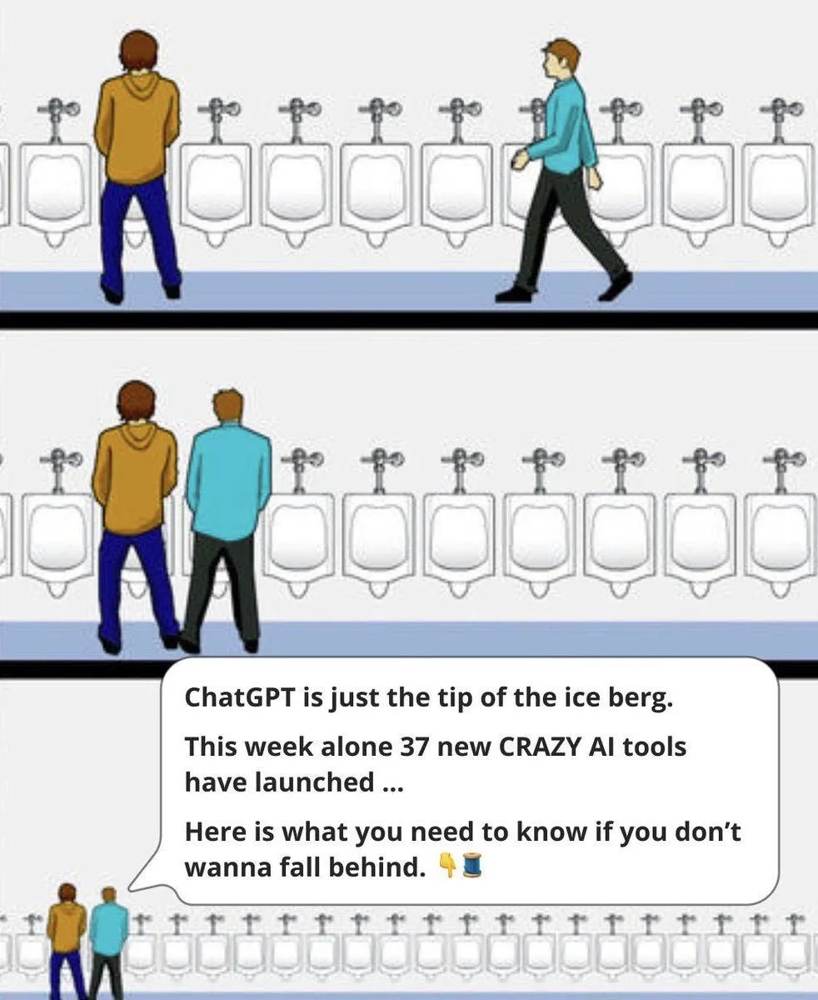 ChatGPT is just the tip of the ice berg.
This week alone 37 new CRAZY AI tools
have launched ...
Here is what you need to know if you don’t
wanna fall behind. 👇🧵